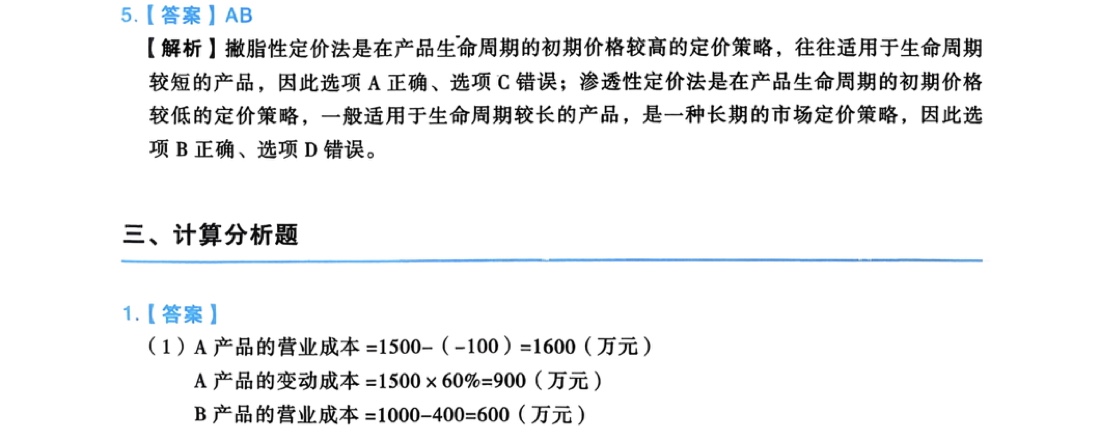 5.【答案】AB
【解析】撇脂性定价法是在产品生命周期的初期价格较高的定价策略，往往适用于生命周期
较短的产品，因此选项 A 正确、选项 C 错误；渗透性定价法是在产品生命周期的初期价格
较低的定价策略，一般适用于生命周期较长的产品，是一种长期的市场定价策略，因此选
项 B 正确、选项 D 错误。
三、计算分析题
1.【答案】
（1）A 产品的营业成本 =1500-（-100）=1600（万元）
A 产品的变动成本 =1500×60%=900（万元）
B 产品的营业成本 =1000-400=600（万元）